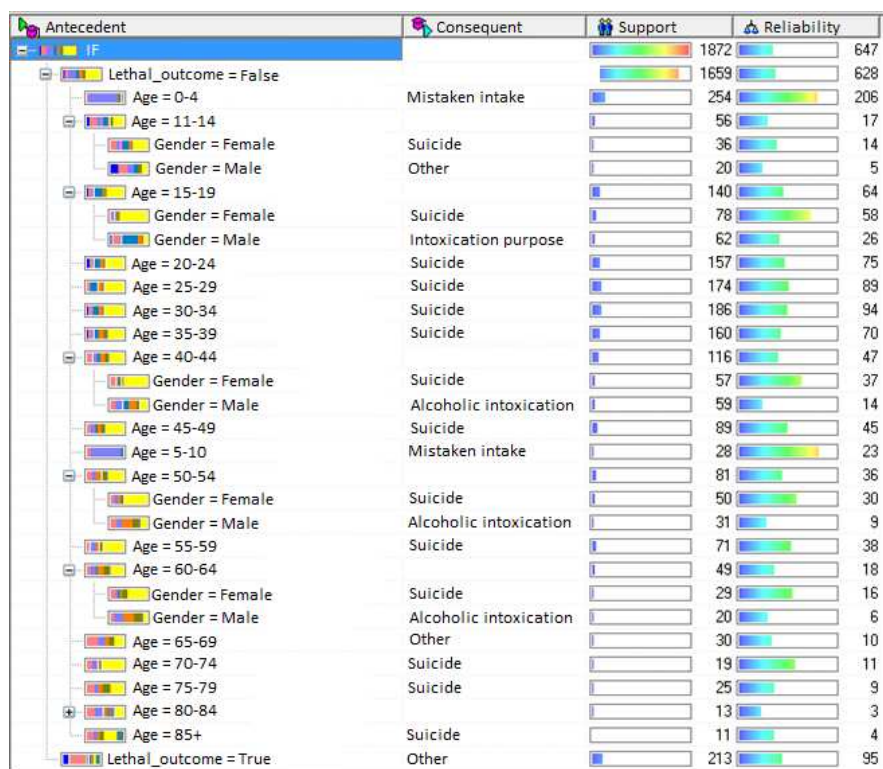 Antecedent Consequent Support Reliability
IF 1872 647
Lethal_outcome = False 1659 628
Age = 0-4 Mistaken intake 254 206
Age = 11-14 56 17
Gender = Female Suicide 36 14
Gender = Male Other 20 5
Age = 15-19 140 64
Gender = Female Suicide 78 58
Gender = Male Intoxication purpose 62 26
Age = 20-24 Suicide 157 75
Age = 25-29 Suicide 174 89
Age = 30-34 Suicide 186 94
Age = 35-39 Suicide 160 70
Age = 40-44 116 47
Gender = Female Suicide 57 37
Gender = Male Alcoholic intoxication 59 14
Age = 45-49 Suicide 89 45
Age = 5-10 Mistaken intake 28 23
Age = 50-54 81 36
Gender = Female Suicide 50 30
Gender = Male Alcoholic intoxication 31 9
Age = 55-59 Suicide 71 38
Age = 60-64 49 18
Gender = Female Suicide 29 16
Gender = Male Alcoholic intoxication 20 6
Age = 65-69 Other 30 10
Age = 70-74 Suicide 19 11
Age = 75-79 Suicide 25 9
Age = 80-84 13 3
Age = 85+ Suicide 11 4
Lethal_outcome = True Other 213 95